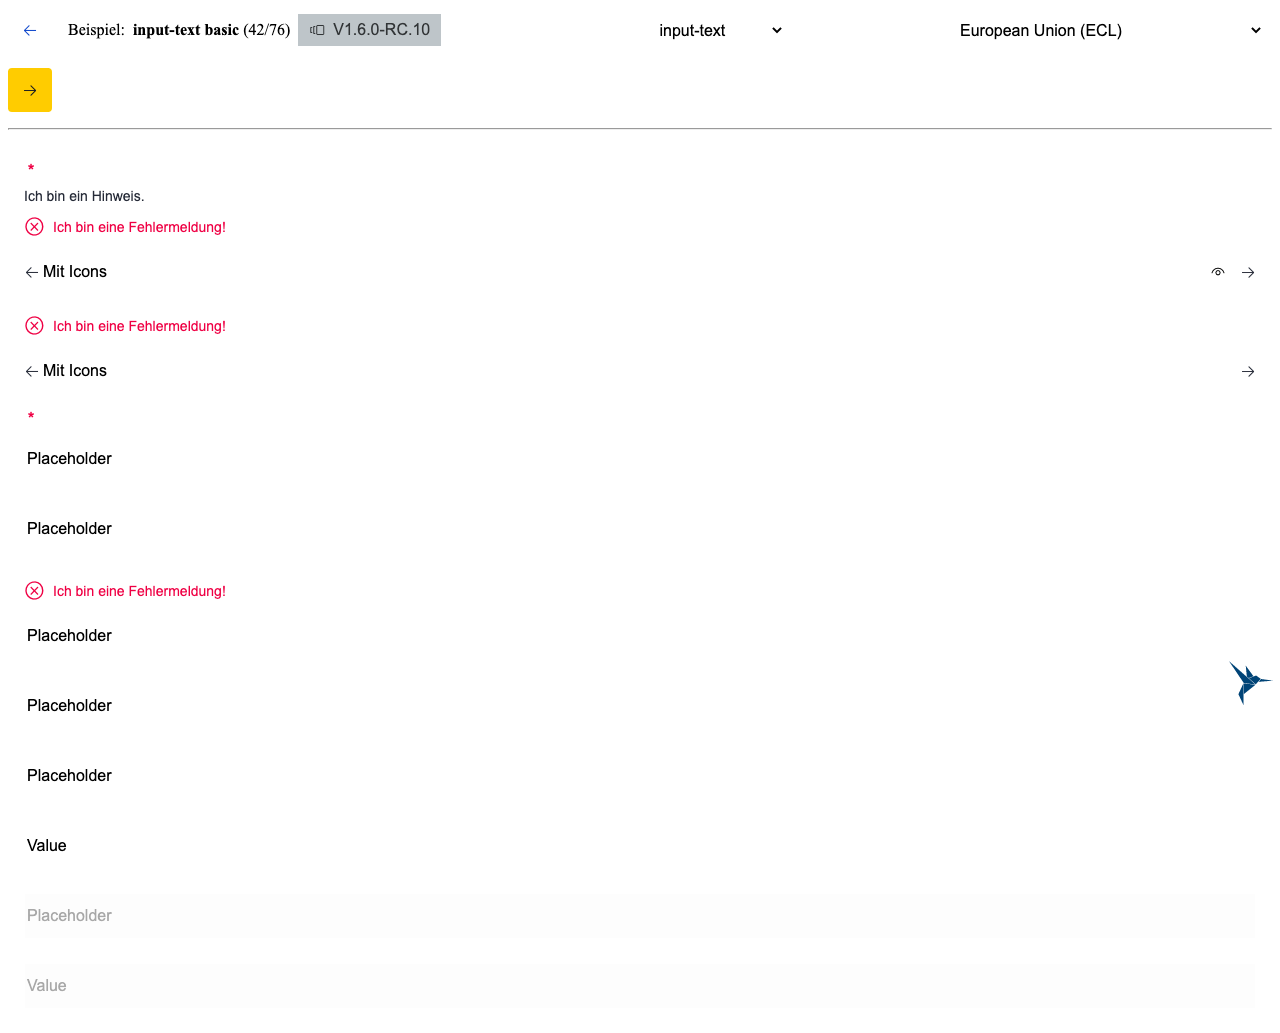 Beispiel: input-text basic (42/76) V1.6.0-RC.10 input-text European Union (ECL)
*
Ich bin ein Hinweis.
Ich bin eine Fehlermeldung!
Mit Icons
Ich bin eine Fehlermeldung!
Mit Icons
*
Placeholder
Placeholder
Ich bin eine Fehlermeldung!
Placeholder
Placeholder
Placeholder
Value
Placeholder
Value